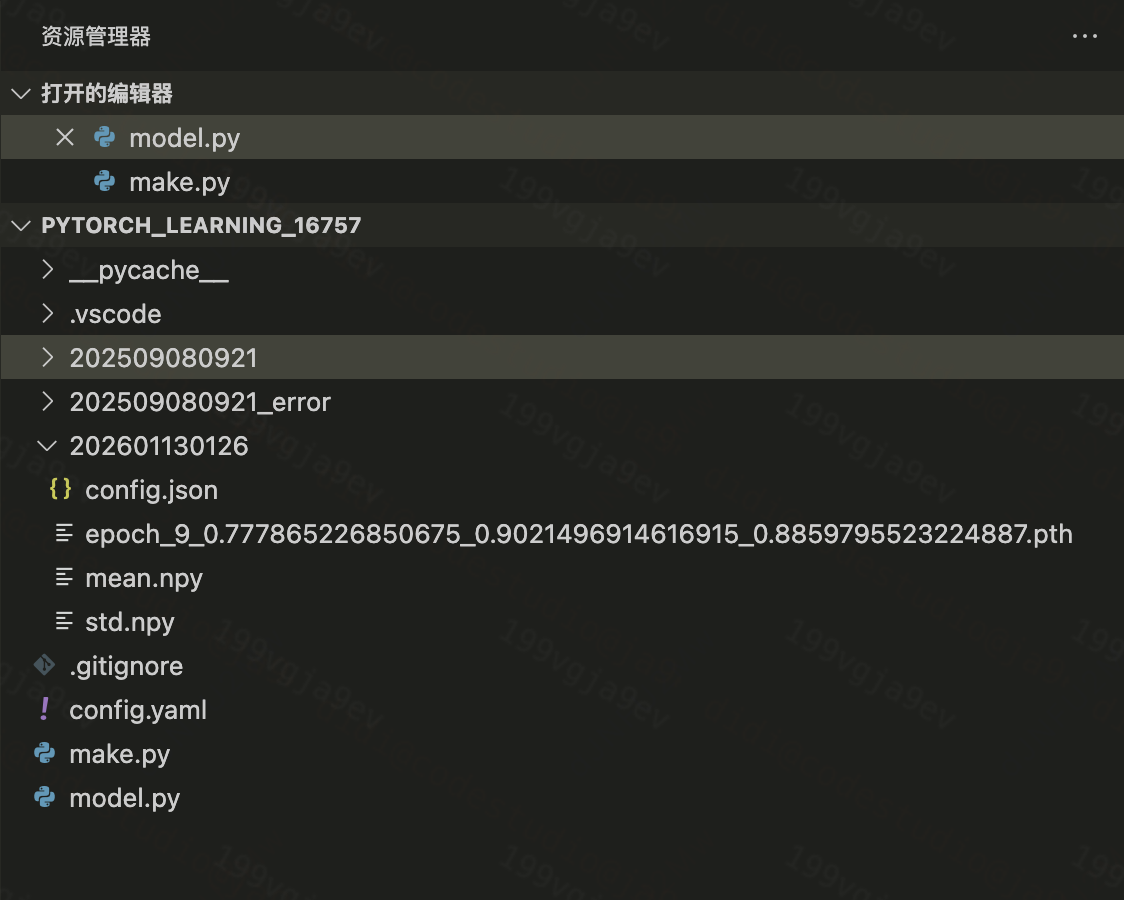 资源管理器
打开的编辑器
model.py
make.py
PYTORCH_LEARNING_16757
__pycache__
.vscode
202509080921
202509080921_error
202601130126
config.json
epoch_9_0.777865226850675_0.9021496914616915_0.8859795523224887.pth
mean.npy
std.npy
.gitignore
config.yaml
make.py
model.py